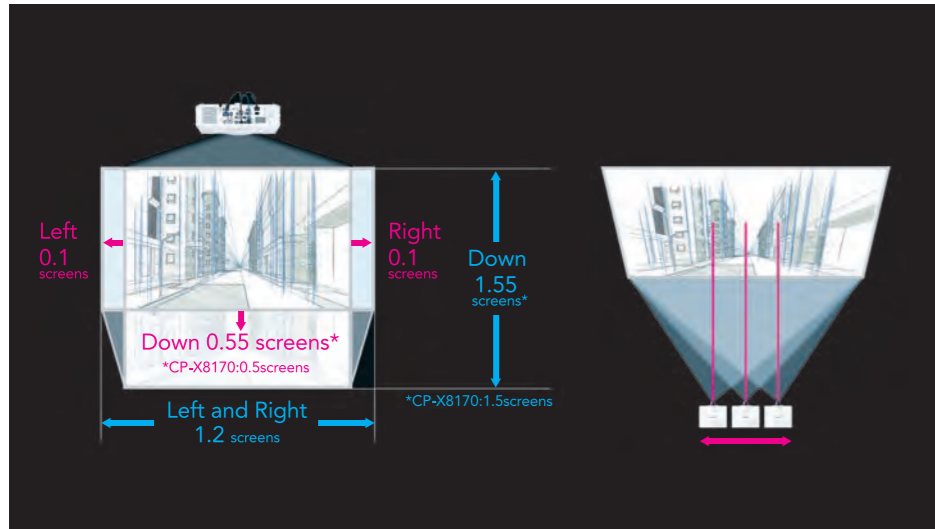 Left
0.1
screens
Right
0.1
screens
Down
1.55
screens*
Down 0.55 screens*
*CP-X8170:0.5screens
*CP-X8170:1.5screens
Left and Right
1.2 screens